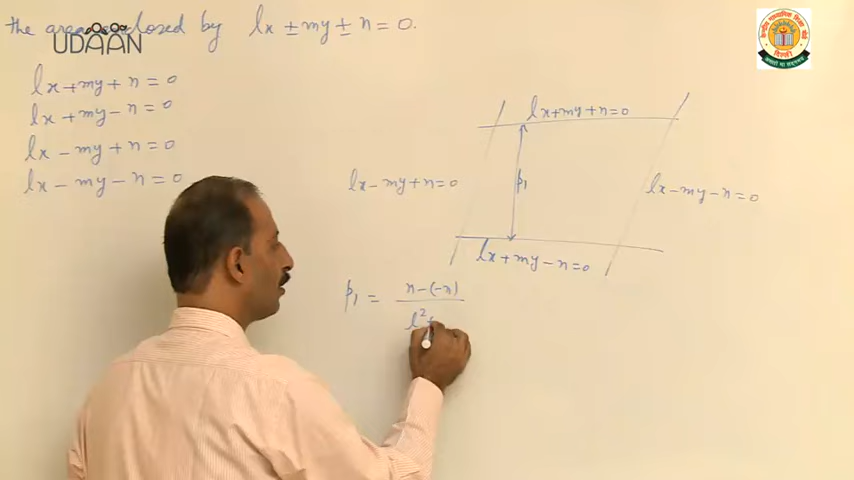 the area enclosed by lx ± my ± n = 0.
UDAAN
lx + my + n = 0
lx + my - n = 0
lx - my + n = 0
lx - my - n = 0
lx + my + n = 0
lx - my + n = 0
p₁
lx - my - n = 0
lx + my - n = 0
p₁ = n - (-n)
l² +